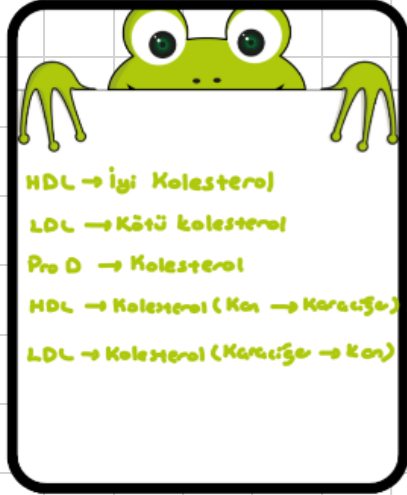 HDL → İyi Kolesterol
LDL → Kötü kolesterol
Pro D → Kolesterol
HDL → Kolesterol (Kan → Karaciğer)
LDL → Kolesterol (Karaciğer → Kan)